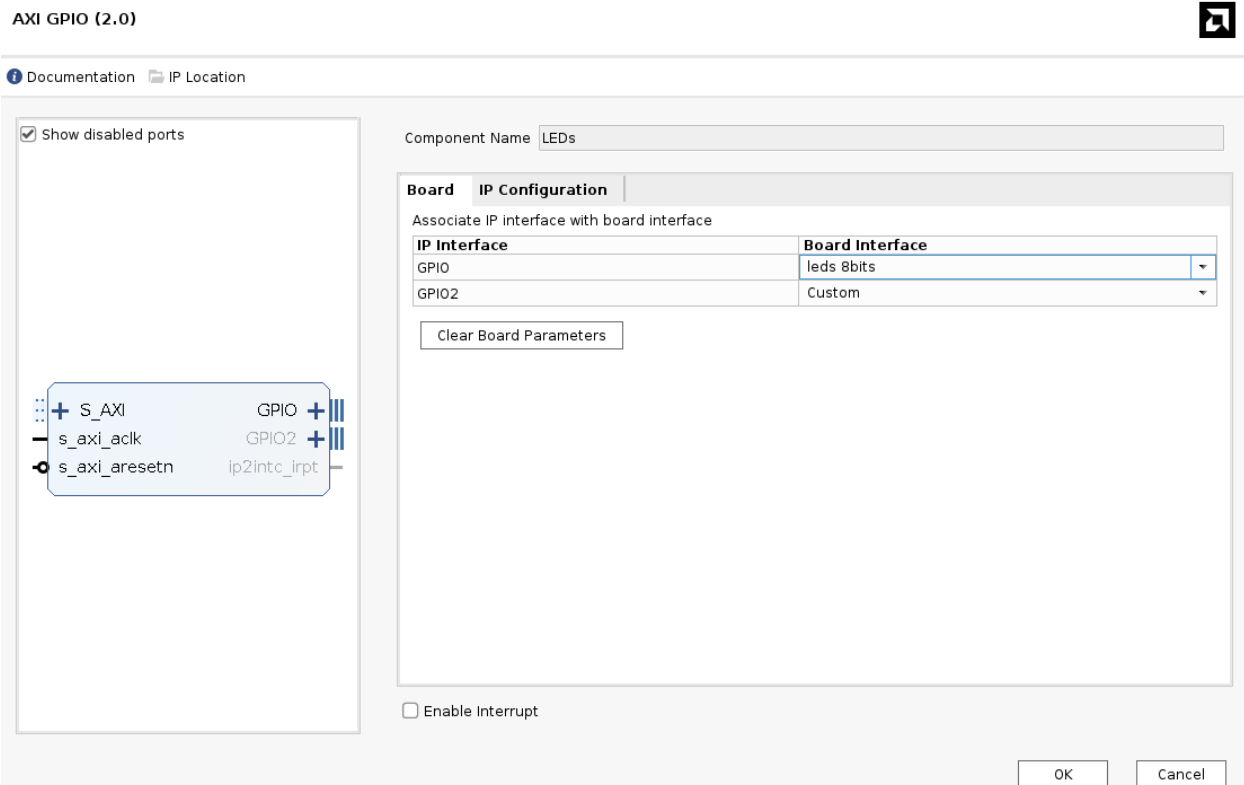 AXI GPIO (2.0)
Documentation IP Location
Show disabled ports
S_AXI
s_axi_aclk
s_axi_aresetn
GPIO
GPIO2
ip2intc_irpt
Component Name LEDs
Board IP Configuration
Associate IP interface with board interface
IP Interface Board Interface
GPIO leds 8bits
GPIO2 Custom
Clear Board Parameters
Enable Interrupt
OK Cancel